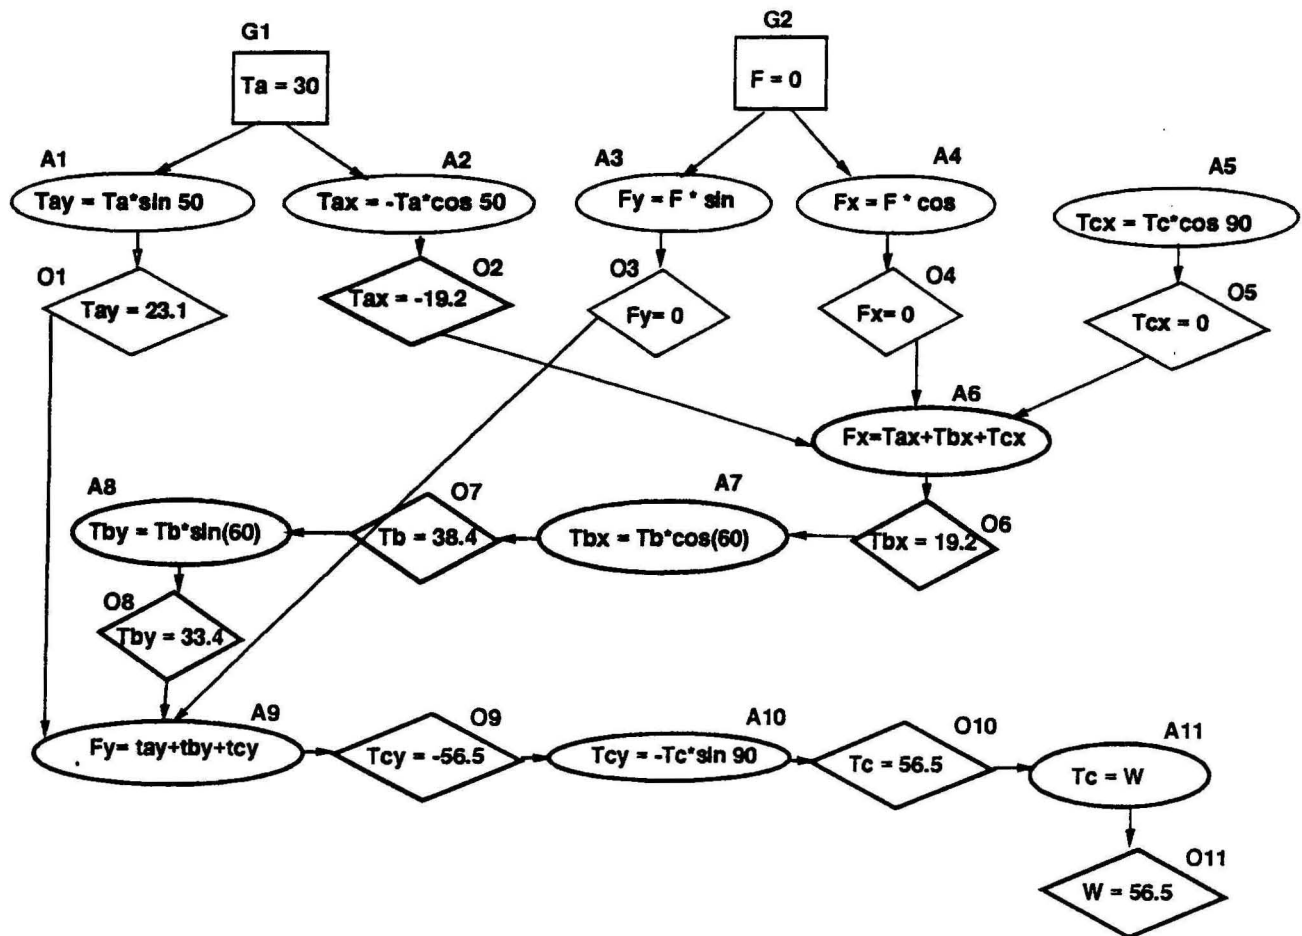 G1
G2
Ta = 30
F = 0
A1
A2
A3
A4
A5
Tay = Ta*sin 50
Tax = -Ta*cos 50
Fy = F * sin
Fx = F * cos
Tcx = Tc*cos 90
O1
O2
O3
O4
O5
Tay = 23.1
Tax = -19.2
Fy= 0
Fx= 0
Tcx = 0
A6
Fx=Tax+Tbx+Tcx
A8
O7
A7
O6
Tby = Tb*sin(60)
Tb = 38.4
Tbx = Tb*cos(60)
Tbx = 19.2
O8
Tby = 33.4
A9
O9
A10
O10
A11
Fy= tay+tby+tcy
Tcy = -56.5
Tcy = -Tc*sin 90
Tc = 56.5
Tc = W
O11
W = 56.5